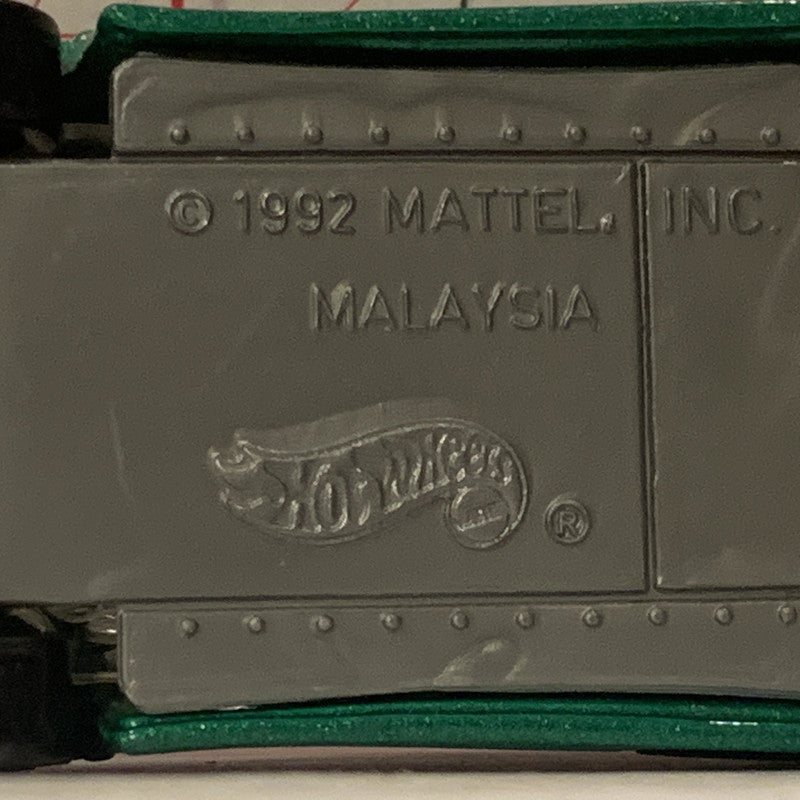 © 1992 MATTEL. INC.
MALAYSIA
HOT WHEELS ®